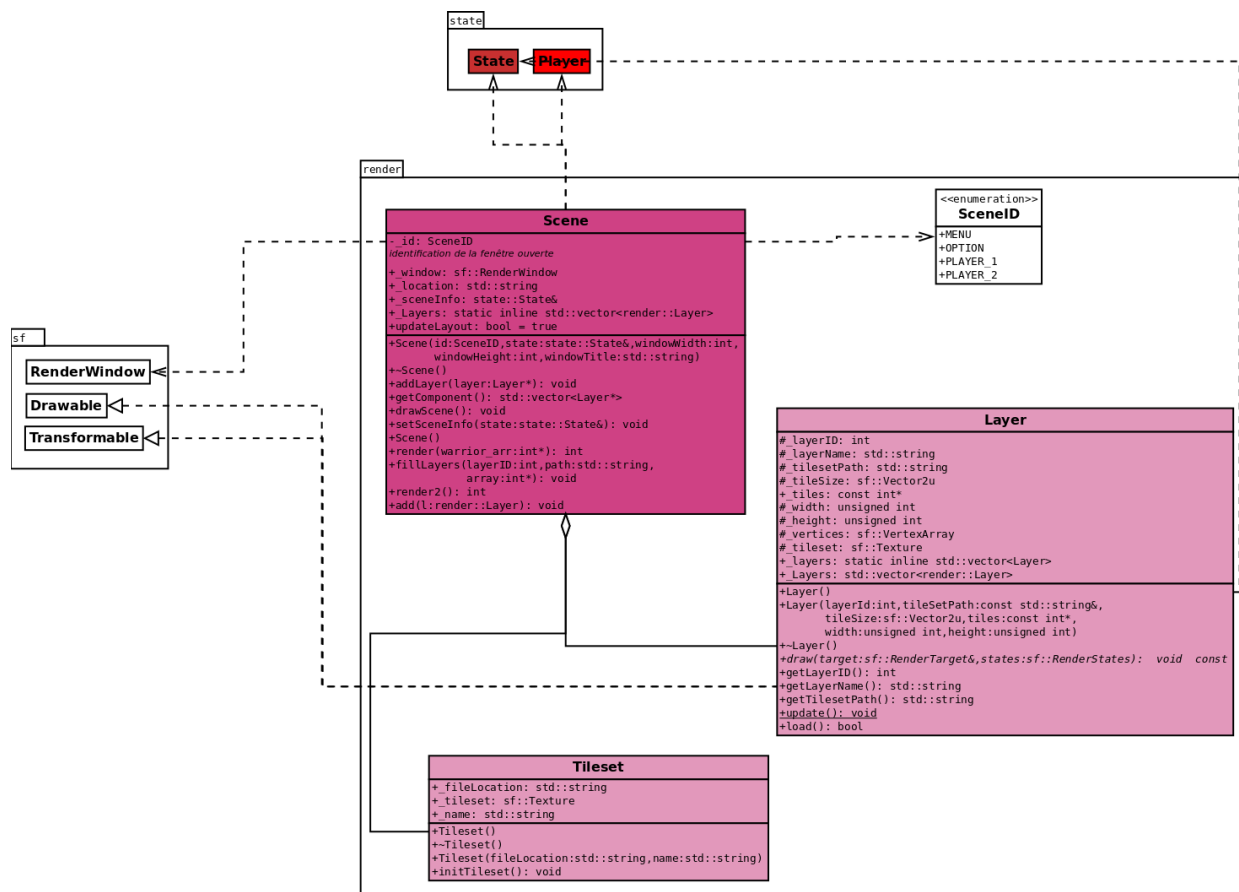 state
State
Player
render
Scene
-_id: SceneID
identification de la fenêtre ouverte
+_window: sf::RenderWindow
+_location: std::string
+_sceneInfo: state::State&
+_Layers: static inline std::vector<render::Layer>
+updateLayout: bool = true
+Scene(id:SceneID,state:state::State&,windowWidth:int,
windowHeight:int,windowTitle:std::string)
+~Scene()
+addLayer(layer:Layer*): void
+getComponent(): std::vector<Layer*>
+drawScene(): void
+setSceneInfo(state:state::State&): void
+Scene()
+render(warrior_arr:int*): int
+fillLayers(layerID:int,path:std::string,
array:int*): void
+render2(): int
+add(l:render::Layer): void
<<enumeration>>
SceneID
+MENU
+OPTION
+PLAYER_1
+PLAYER_2
sf
RenderWindow
Drawable
Transformable
Layer
#_layerID: int
#_layerName: std::string
#_tilesetPath: std::string
#_tileSize: sf::Vector2u
+_tiles: const int*
#_width: unsigned int
#_height: unsigned int
#_vertices: sf::VertexArray
#_tileset: sf::Texture
+_layers: static inline std::vector<Layer>
+_Layers: std::vector<render::Layer>
+Layer()
+Layer(layerId:int,tileSetPath:const std::string&,
tileSize:sf::Vector2u,tiles:const int*,
width:unsigned int,height:unsigned int)
+~Layer()
+draw(target:sf::RenderTarget&,states:sf::RenderStates): void const
+getLayerID(): int
+getLayerName(): std::string
+getTilesetPath(): std::string
+update(): void
+load(): bool
Tileset
+_fileLocation: std::string
+_tileset: sf::Texture
+_name: std::string
+Tileset()
+~Tileset()
+Tileset(fileLocation:std::string,name:std::string)
+initTileset(): void